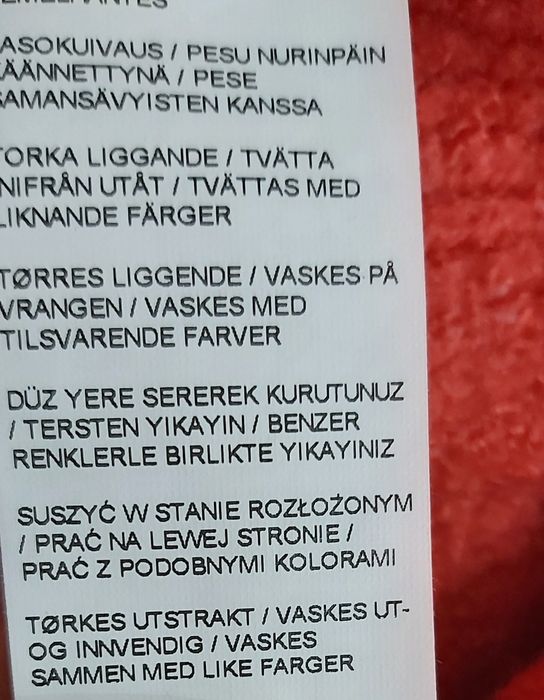 ASOKUIVAUS / PESU NURINPÄIN
ÄÄNNETTYNÄ / PESE
SAMANSÄVYISTEN KANSSA
TORKA LIGGANDE / TVÄTTA
INIFRÅN UTÅT / TVÄTTAS MED
LIKNANDE FÄRGER
TØRRES LIGGENDE / VASKES PÅ
VRANGEN / VASKES MED
TILSVARENDE FARVER
DÜZ YERE SEREREK KURUTUNUZ
/ TERSTEN YIKAYIN / BENZER
RENKLERLE BIRLIKTE YIKAYINIZ
SUSZYĆ W STANIE ROZŁOŻONYM
/ PRAĆ NA LEWEJ STRONIE /
PRAĆ Z PODOBNYMI KOLORAMI
TØRKES UTSTRAKT / VASKES UT-
OG INNVENDIG / VASKES
SAMMEN MED LIKE FARGER